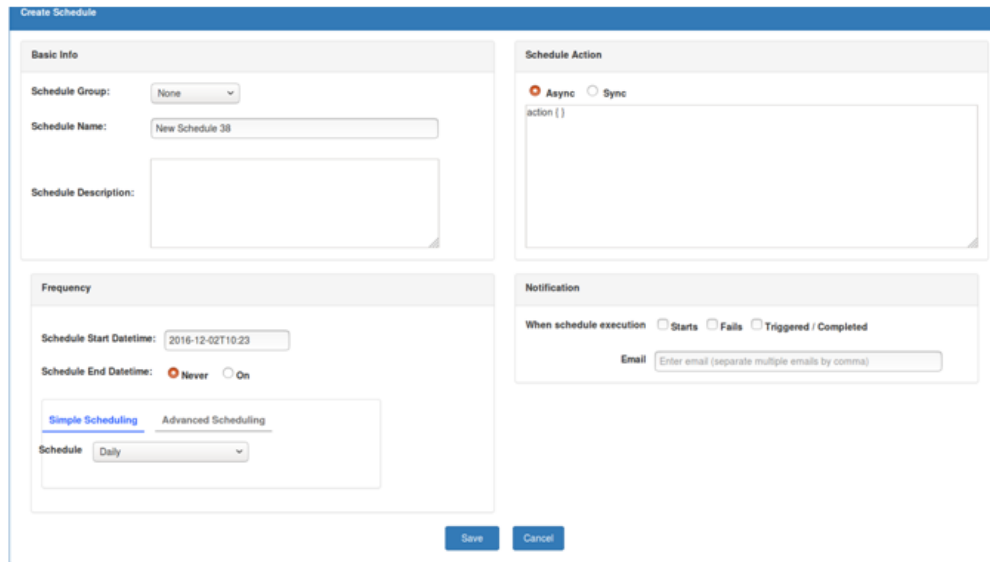 Create Schedule
Basic Info
Schedule Group: None
Schedule Name: New Schedule 38
Schedule Description:
Schedule Action
Async Sync
action { }
Frequency
Schedule Start Datetime: 2016-12-02T10:23
Schedule End Datetime: Never On
Simple Scheduling Advanced Scheduling
Schedule Daily
Notification
When schedule execution Starts Fails Triggered / Completed
Email Enter email (separate multiple emails by comma)
Save Cancel